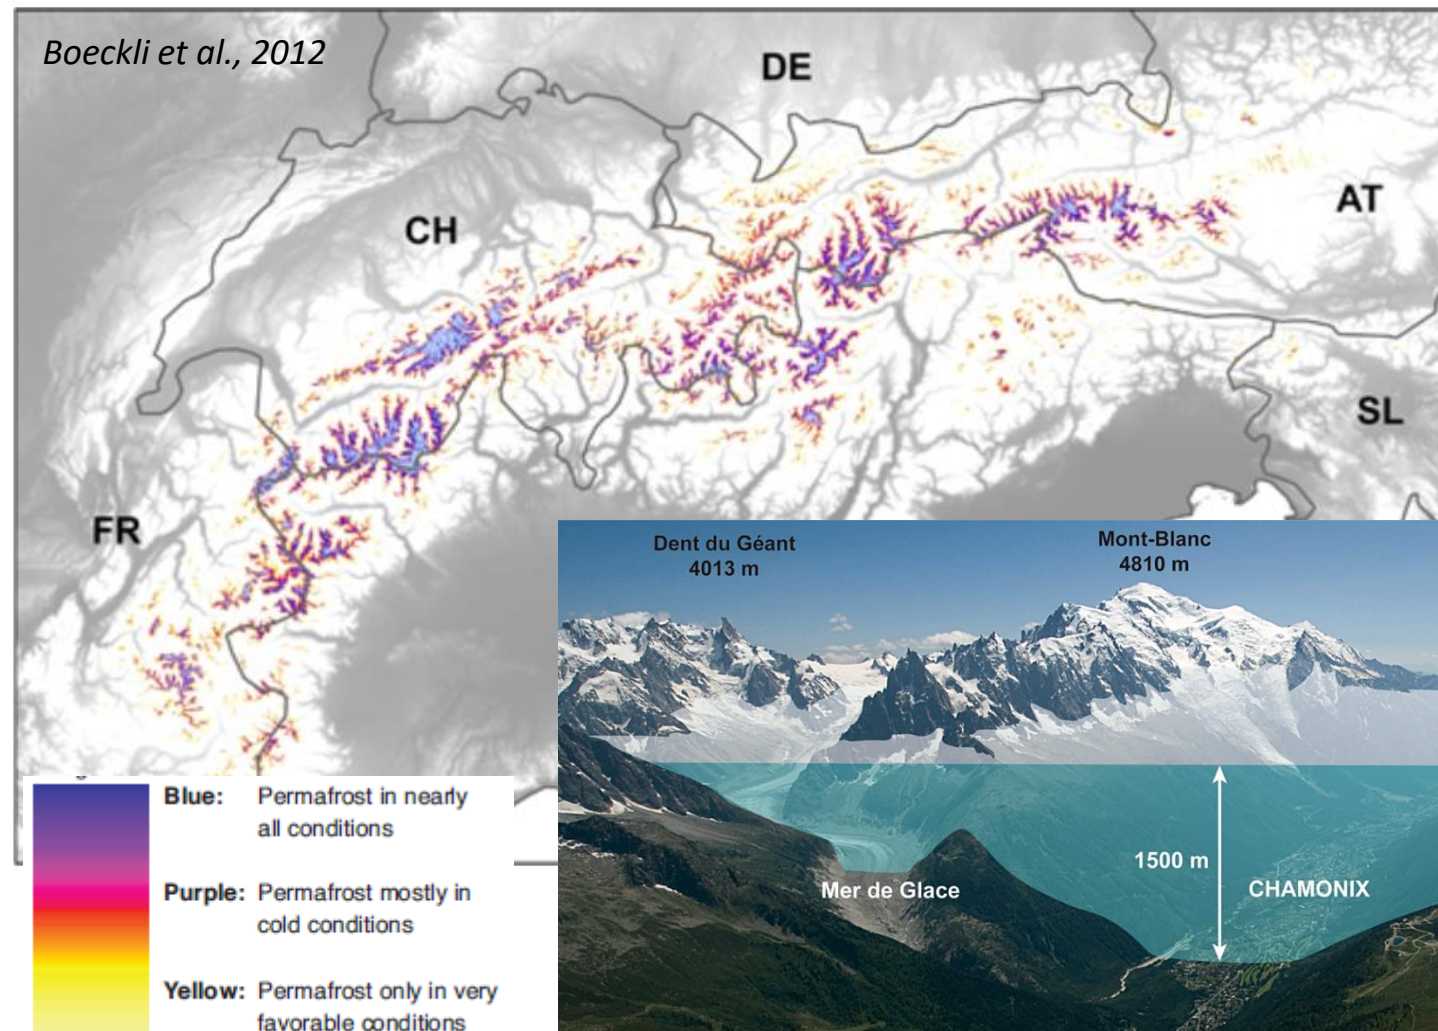 Boeckli et al., 2012
DE
CH
AT
SL
FR
Dent du Géant
4013 m
Mont-Blanc
4810 m
1500 m
Mer de Glace
CHAMONIX
Blue: Permafrost in nearly
all conditions
Purple: Permafrost mostly in
cold conditions
Yellow: Permafrost only in very
favorable conditions